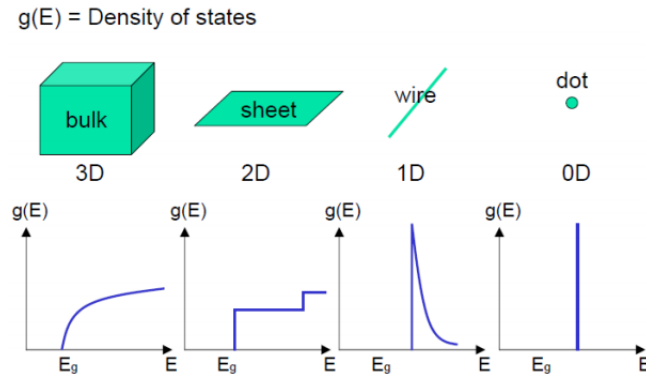 g(E) = Density of states
bulk
sheet
wire
dot
3D
2D
1D
0D
g(E)
g(E)
g(E)
g(E)
Eg
E
Eg
E
Eg
E
Eg
E